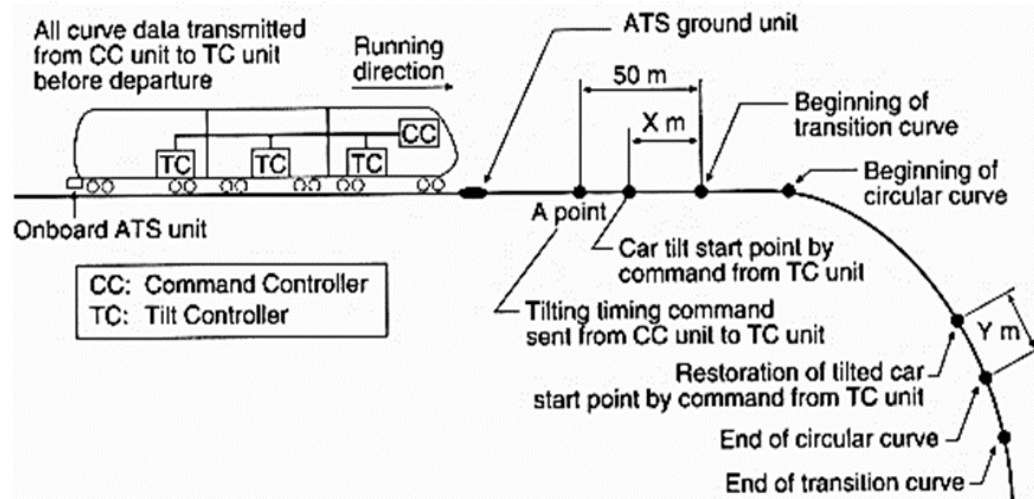 All curve data transmitted
from CC unit to TC unit
before departure
Running
direction
ATS ground unit
50 m
X m
Beginning of
transition curve
Beginning of
circular curve
CC
TC
TC
TC
A point
Onboard ATS unit
Car tilt start point by
command from TC unit
CC: Command Controller
TC: Tilt Controller
Tilting timing command
sent from CC unit to TC unit
Y m
Restoration of tilted car
start point by command from TC unit
End of circular curve
End of transition curve